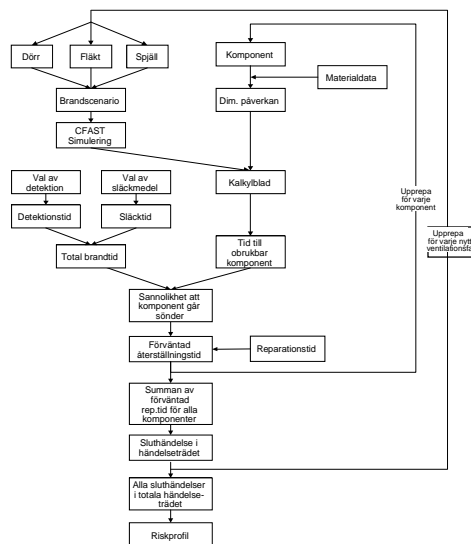 Dörr
Fläkt
Spjäll
Komponent
Materialdata
Brandscenario
Dim. påverkan
CFAST
Simulering
Val av
detektion
Val av
släckmedel
Kalkylblad
Upprepa
för varje
komponent
Detektionstid
Släcktid
Upprepa
för varje nytt
ventilationsfa
Total brandtid
Tid till
obrukbar
komponent
Sannolikhet att
komponent går
sönder
Förväntad
återställningstid
Reparationstid
Summan av
förväntad
rep.tid för alla
komponenter
Sluthändelse i
händelseträdet
Alla sluthändelser
i totala händelse-
trädet
Riskprofil